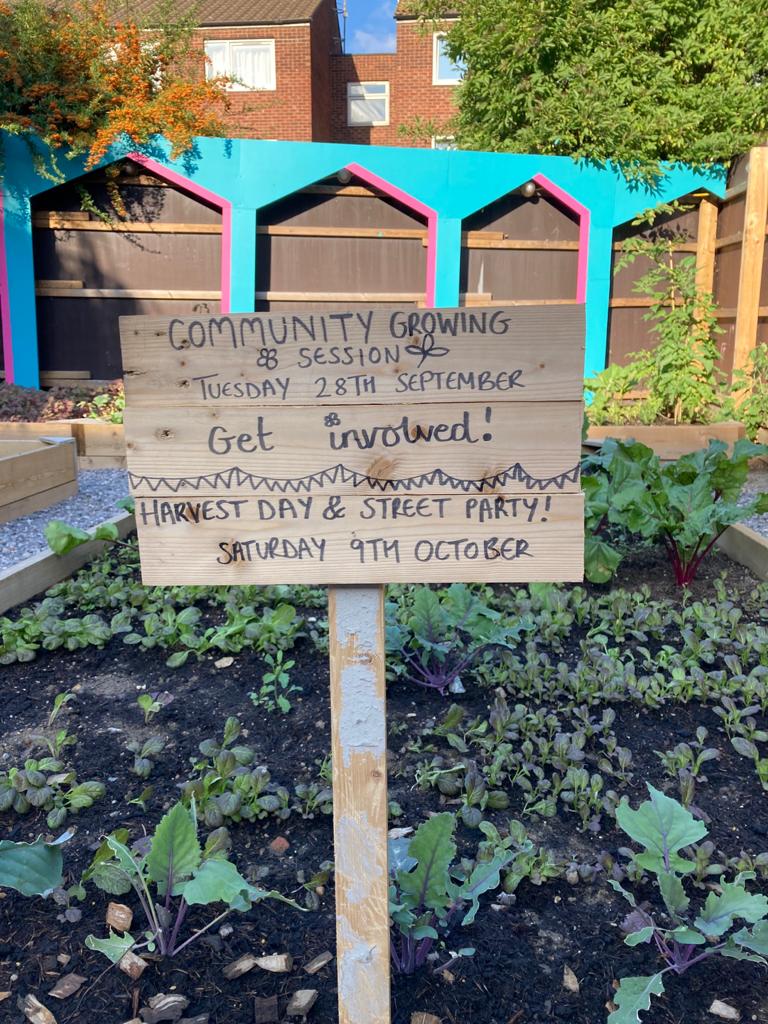 COMMUNITY GROWING
SESSION
TUESDAY 28TH SEPTEMBER
Get involved!
HARVEST DAY & STREET PARTY!
SATURDAY 9TH OCTOBER